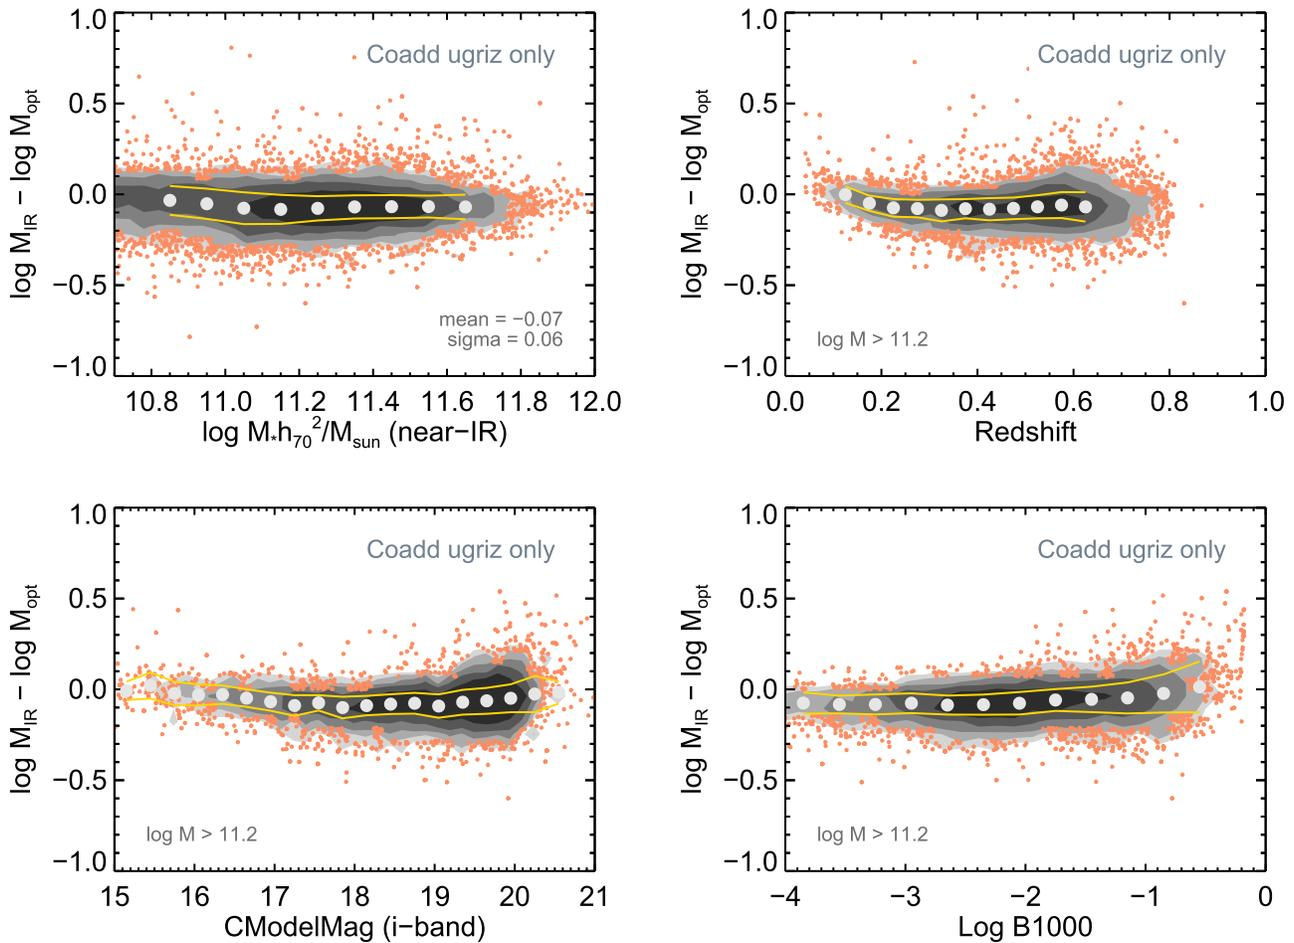 1.0
0.5
0.0
−0.5
−1.0
log M_IR − log M_opt
Coadd ugriz only
mean = −0.07
sigma = 0.06
10.8 11.0 11.2 11.4 11.6 11.8 12.0
log M_*h_70^2/M_sun (near−IR)
1.0
0.5
0.0
−0.5
−1.0
log M_IR − log M_opt
Coadd ugriz only
log M > 11.2
0.0 0.2 0.4 0.6 0.8 1.0
Redshift
1.0
0.5
0.0
−0.5
−1.0
log M_IR − log M_opt
Coadd ugriz only
log M > 11.2
15 16 17 18 19 20 21
CModelMag (i−band)
1.0
0.5
0.0
−0.5
−1.0
log M_IR − log M_opt
Coadd ugriz only
log M > 11.2
−4 −3 −2 −1 0
Log B1000